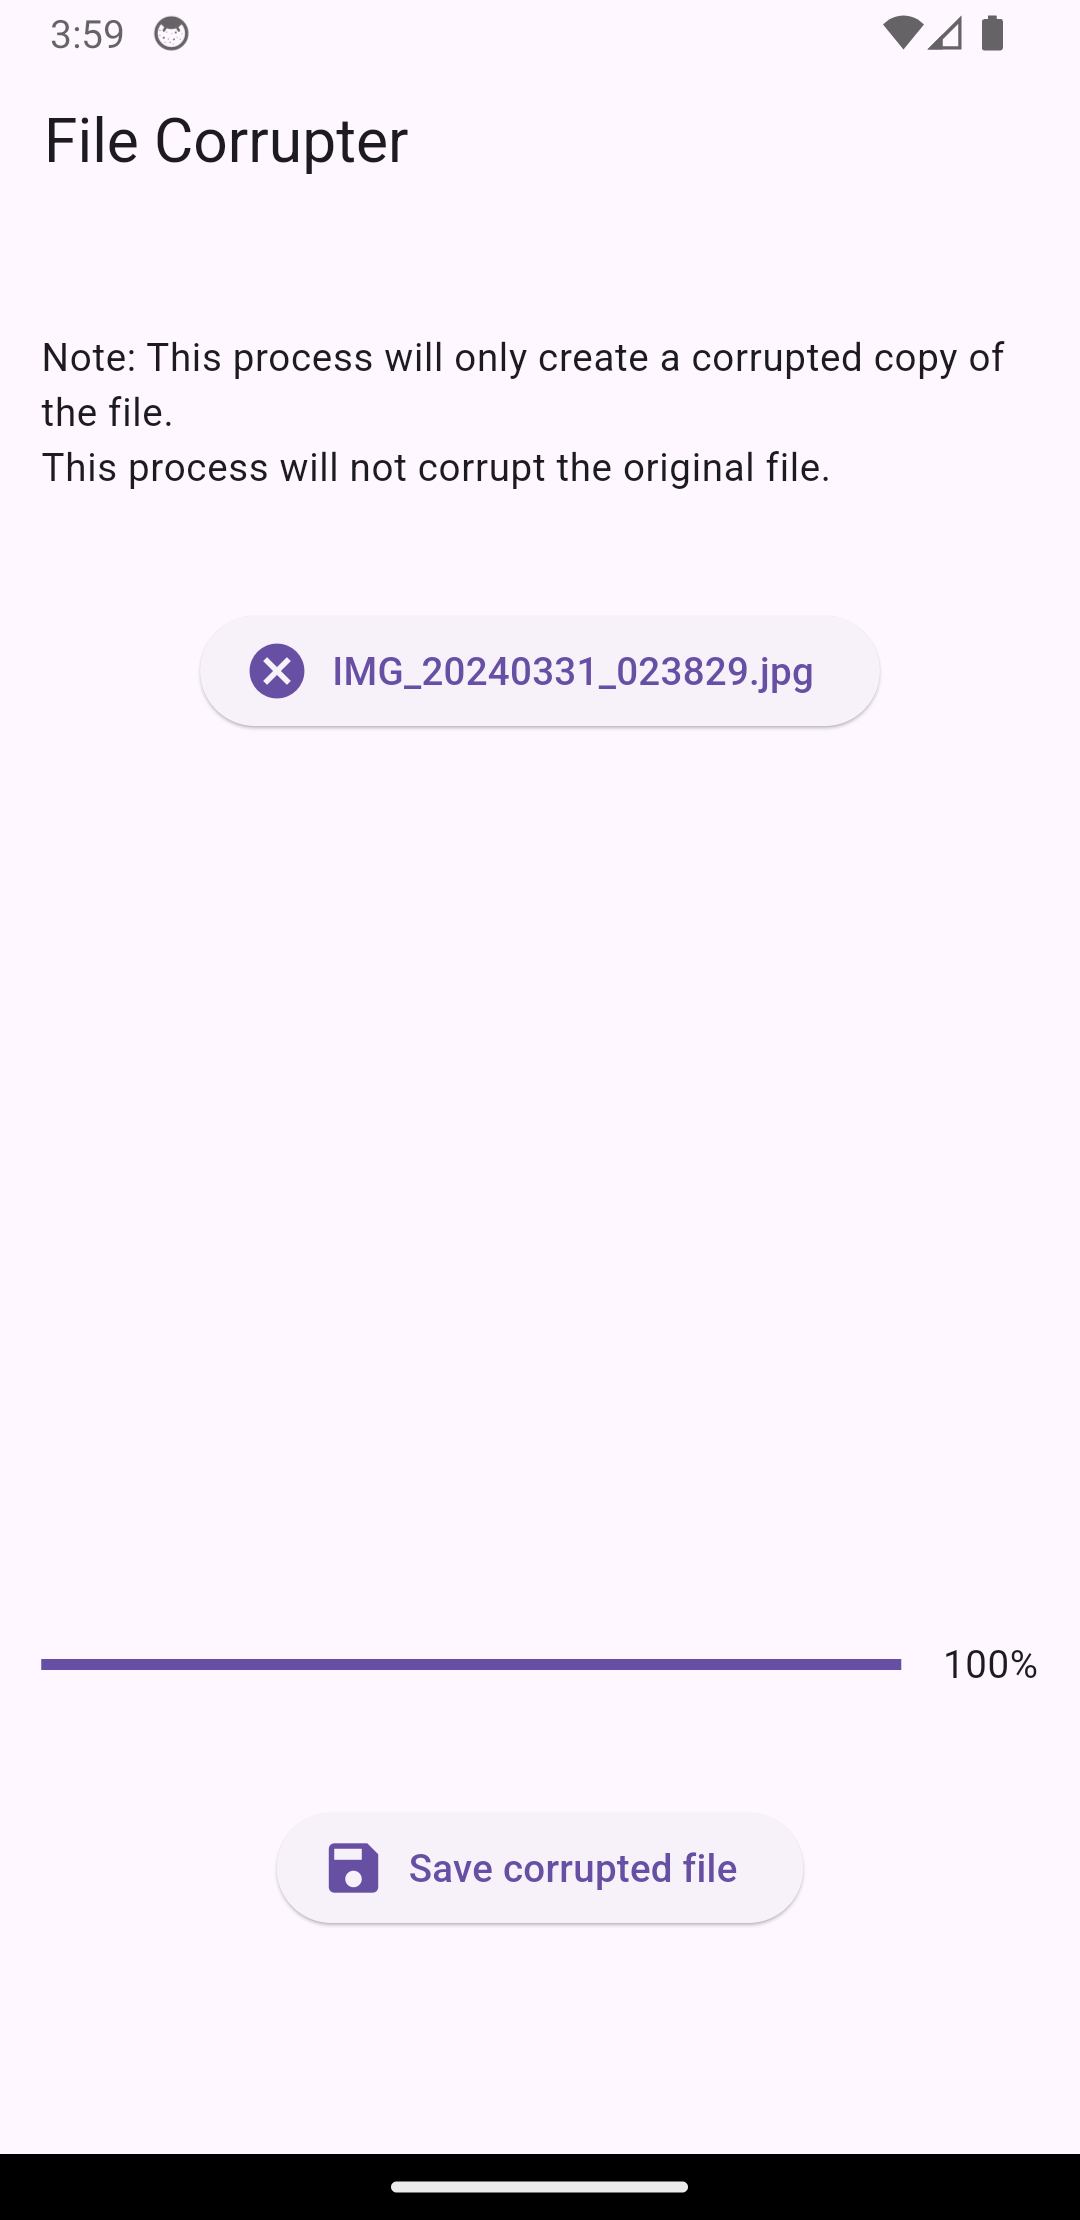 3:59
File Corrupter
Note: This process will only create a corrupted copy of
the file.
This process will not corrupt the original file.
IMG_20240331_023829.jpg
100%
Save corrupted file